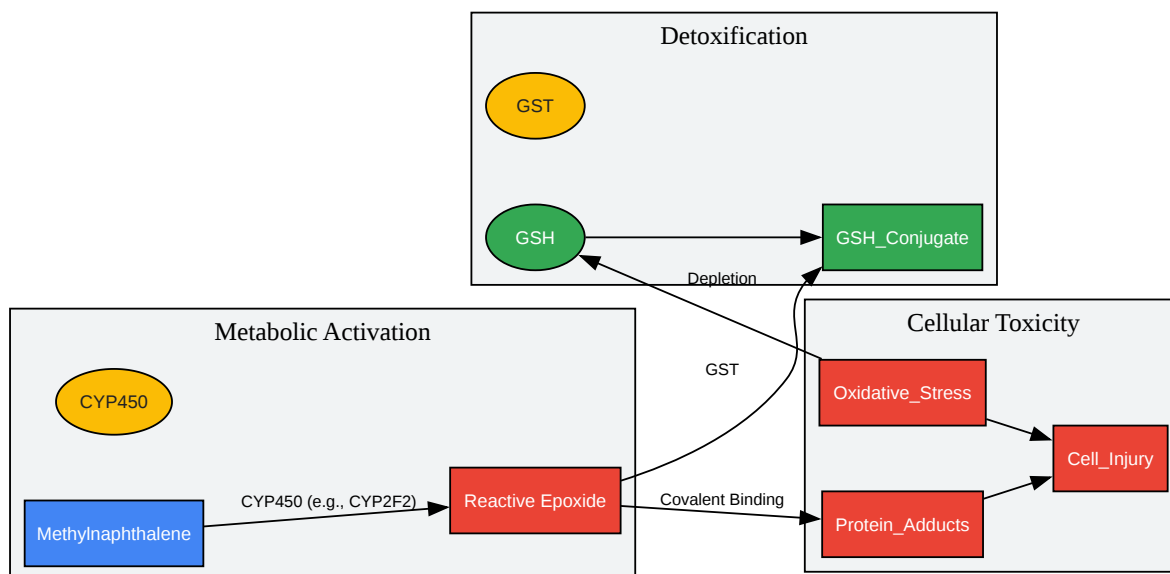 Detoxification
GST
GSH
GSH_Conjugate
Depletion
Metabolic Activation
CYP450
Methylnaphthalene
CYP450 (e.g., CYP2F2)
Reactive Epoxide
GST
Covalent Binding
Cellular Toxicity
Oxidative_Stress
Cell_Injury
Protein_Adducts